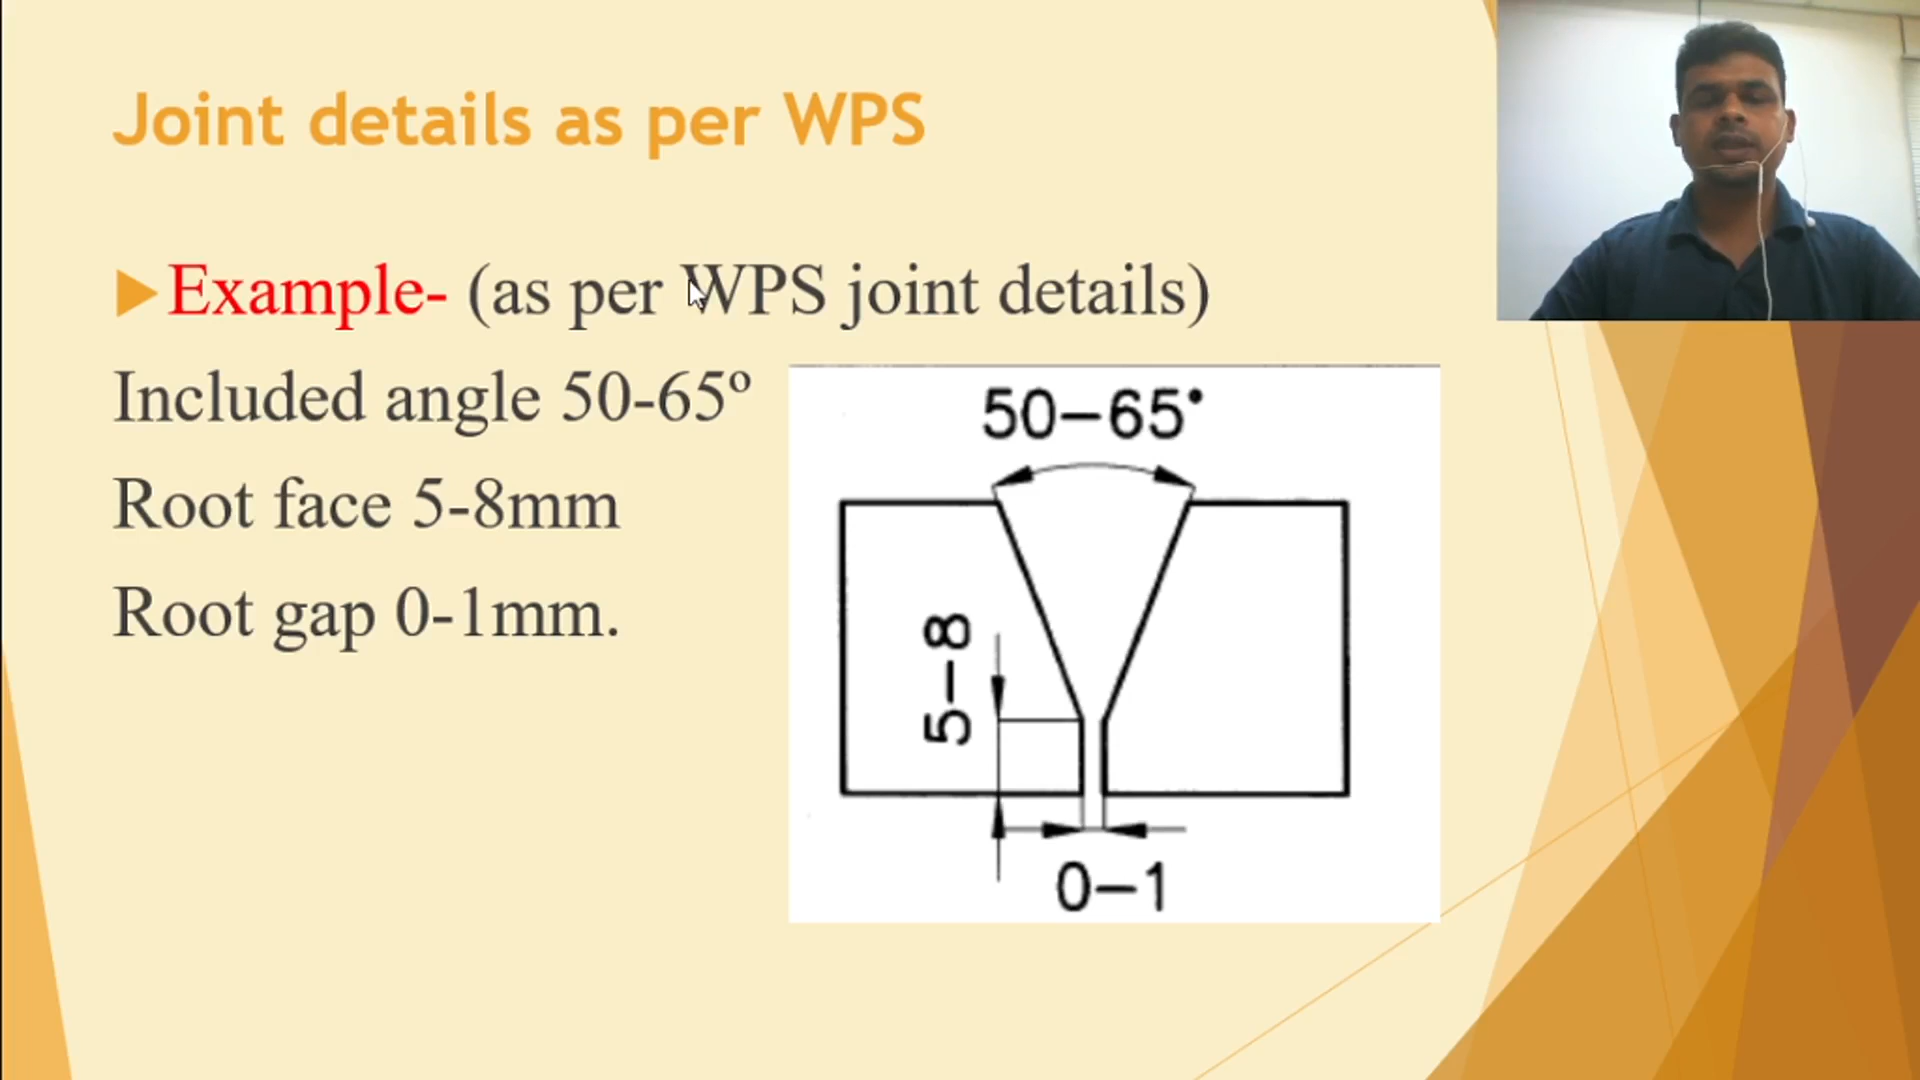 Joint details as per WPS
Example- (as per WPS joint details)
Included angle 50-65º
Root face 5-8mm
Root gap 0-1mm.
50–65°
5–8
0–1